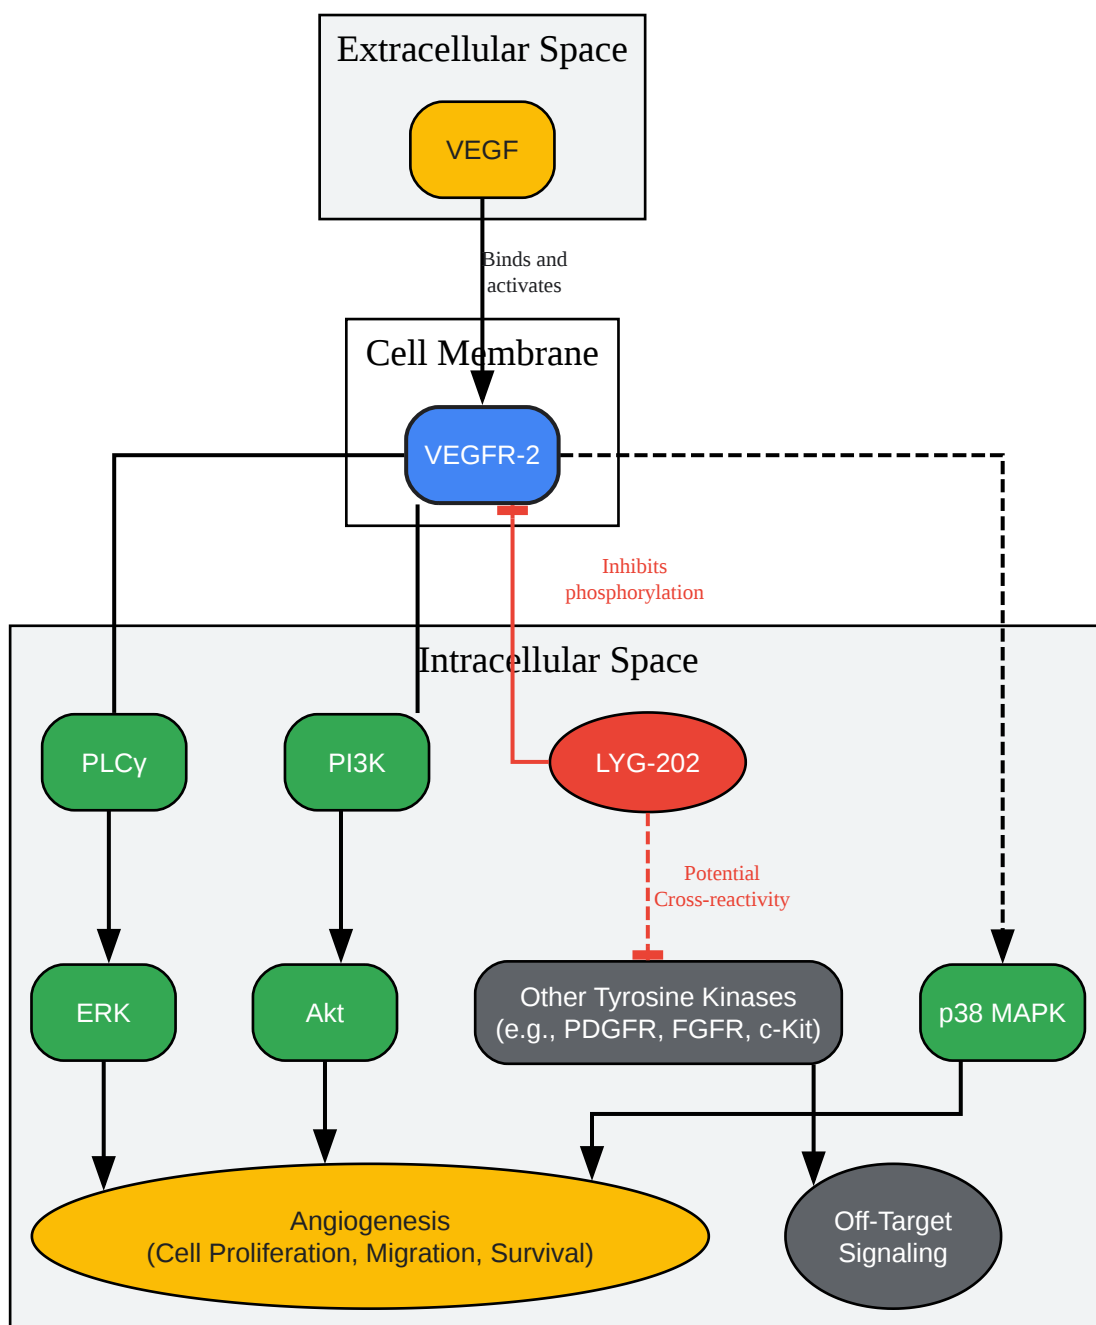 Extracellular Space
VEGF
Binds and
activates
Cell Membrane
VEGFR-2
Inhibits
phosphorylation
Intracellular Space
PLCγ
PI3K
LYG-202
Potential
Cross-reactivity
ERK
Akt
Other Tyrosine Kinases
(e.g., PDGFR, FGFR, c-Kit)
p38 MAPK
Angiogenesis
(Cell Proliferation, Migration, Survival)
Off-Target
Signaling